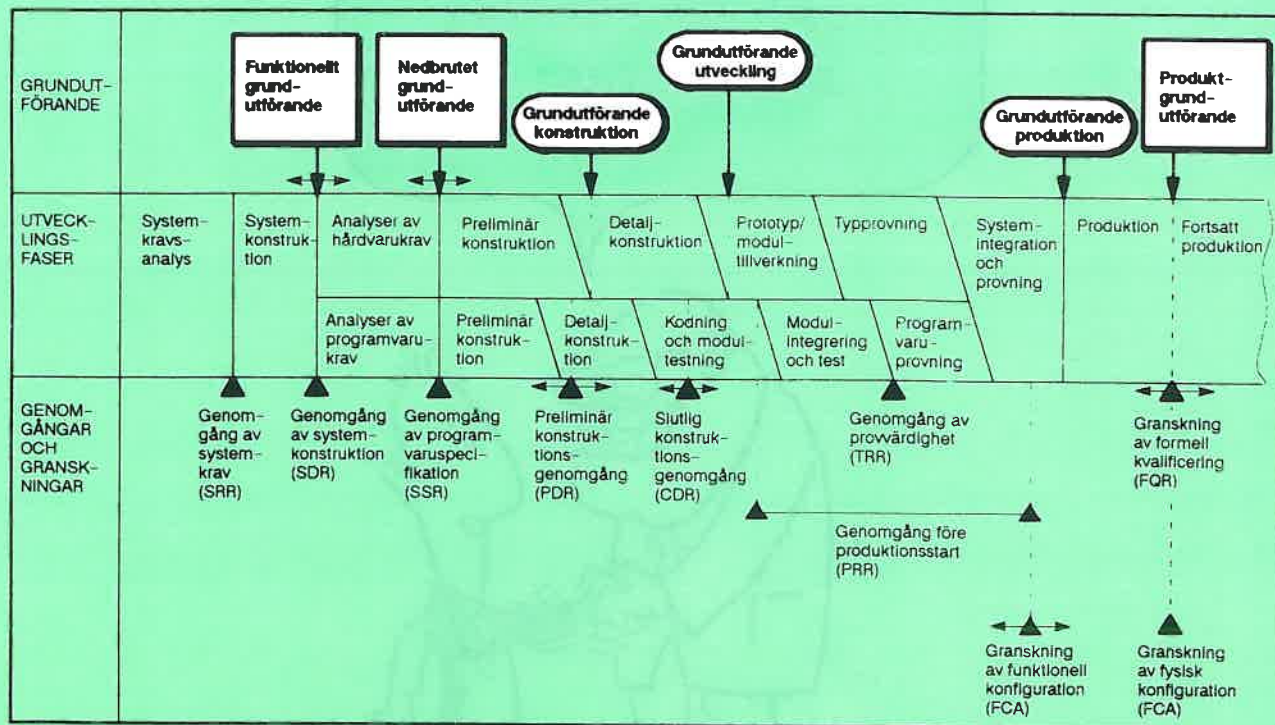 GRUNDUT-
FÖRANDE
Funktionellt
grund-
utförande
Nedbrutet
grund-
utförande
Grundutförande
konstruktion
Grundutförande
utveckling
Grundutförande
produktion
Produkt-
grund-
utförande
UTVECK-
LINGS-
FASER
System-
kravs-
analys
System-
konstruk-
tion
Analyser av
hårdvarukrav
Preliminär
konstruktion
Detalj-
konstruktion
Prototyp/
modul-
tillverkning
Typprovning
System-
integration
och
provning
Produktion
Fortsatt
produktion
Analyser av
programvaru-
krav
Preliminär
konstruk-
tion
Detalj-
konstruk-
tion
Kodning
och modul-
testning
Modul-
integrering
och test
Program-
varu-
provning
GENOM-
GÅNGAR
OCH
GRANSK-
NINGAR
Genom-
gång av
system-
krav
(SRR)
Genomgång
av system-
konstruktion
(SDR)
Genomgång
av program-
varuspeci-
fikation
(SSR)
Preliminär
konstruk-
tions-
genomgång
(PDR)
Slutlig
konstruk-
tions-
genomgång
(CDR)
Genomgång av
provvärdighet
(TRR)
Granskning
av formell
kvalificering
(FQR)
Genomgång före
produktionsstart
(PRR)
Granskning
av funktionell
konfiguration
(FCA)
Granskning
av fysisk
konfiguration
(FCA)